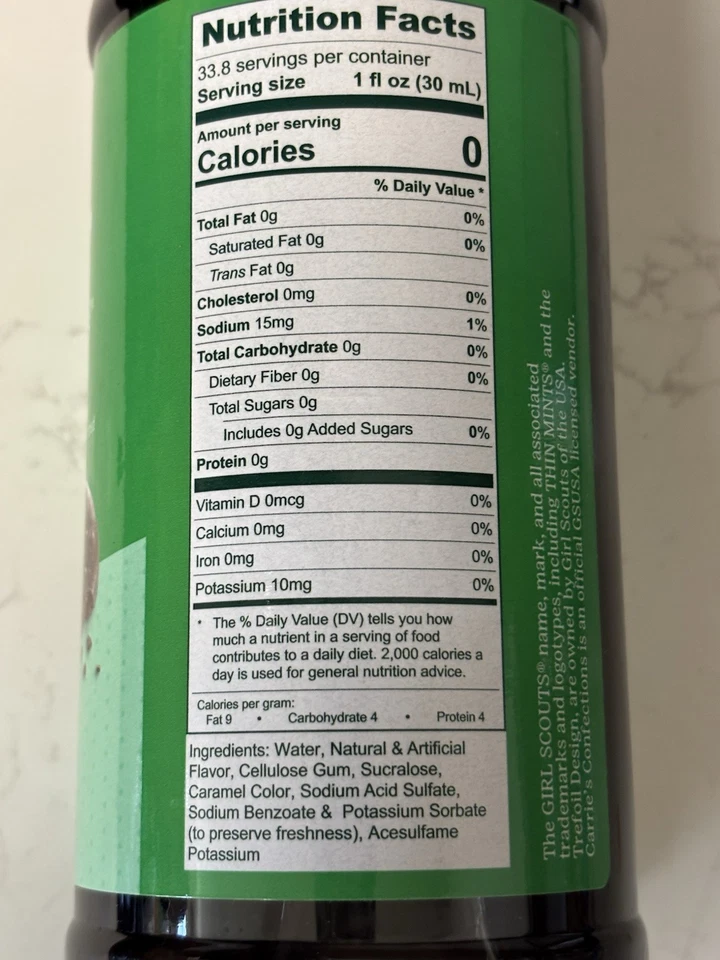 Nutrition Facts
33.8 servings per container
Serving size 1 fl oz (30 mL)
Amount per serving
Calories 0
% Daily Value *
Total Fat 0g 0%
Saturated Fat 0g 0%
Trans Fat 0g
Cholesterol 0mg 0%
Sodium 15mg 1%
Total Carbohydrate 0g 0%
Dietary Fiber 0g 0%
Total Sugars 0g
Includes 0g Added Sugars 0%
Protein 0g
Vitamin D 0mcg 0%
Calcium 0mg 0%
Iron 0mg 0%
Potassium 10mg 0%
• The % Daily Value (DV) tells you how
much a nutrient in a serving of food
contributes to a daily diet. 2,000 calories a
day is used for general nutrition advice.
Calories per gram:
Fat 9 • Carbohydrate 4 • Protein 4
Ingredients: Water, Natural & Artificial
Flavor, Cellulose Gum, Sucralose,
Caramel Color, Sodium Acid Sulfate,
Sodium Benzoate & Potassium Sorbate
(to preserve freshness), Acesulfame
Potassium
The GIRL SCOUTS® name, mark, and all associated
trademarks and logotypes, including THIN MINTS® and the
Trefoil Design, are owned by Girl Scouts of the USA.
Carrie's Confections is an official GSUSA licensed vendor.